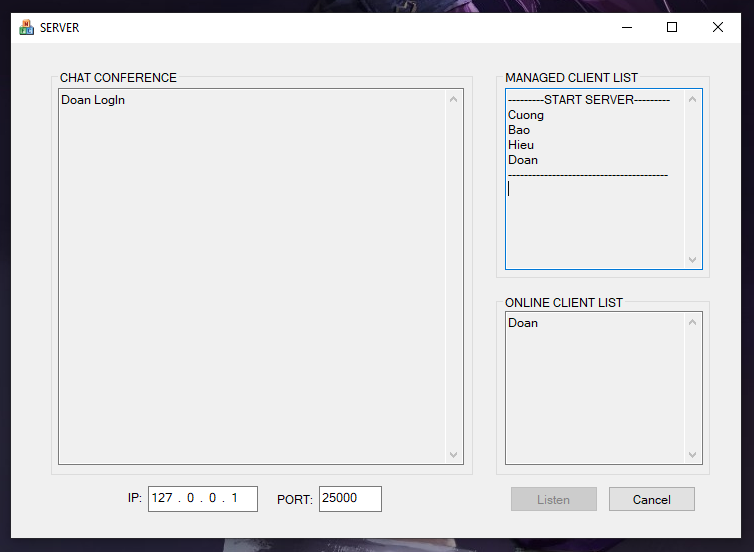 SERVER
CHAT CONFERENCE
Doan LogIn
MANAGED CLIENT LIST
---------START SERVER---------
Cuong
Bao
Hieu
Doan
----------------------------------------
ONLINE CLIENT LIST
Doan
IP: 127 . 0 . 0 . 1
PORT: 25000
Listen
Cancel